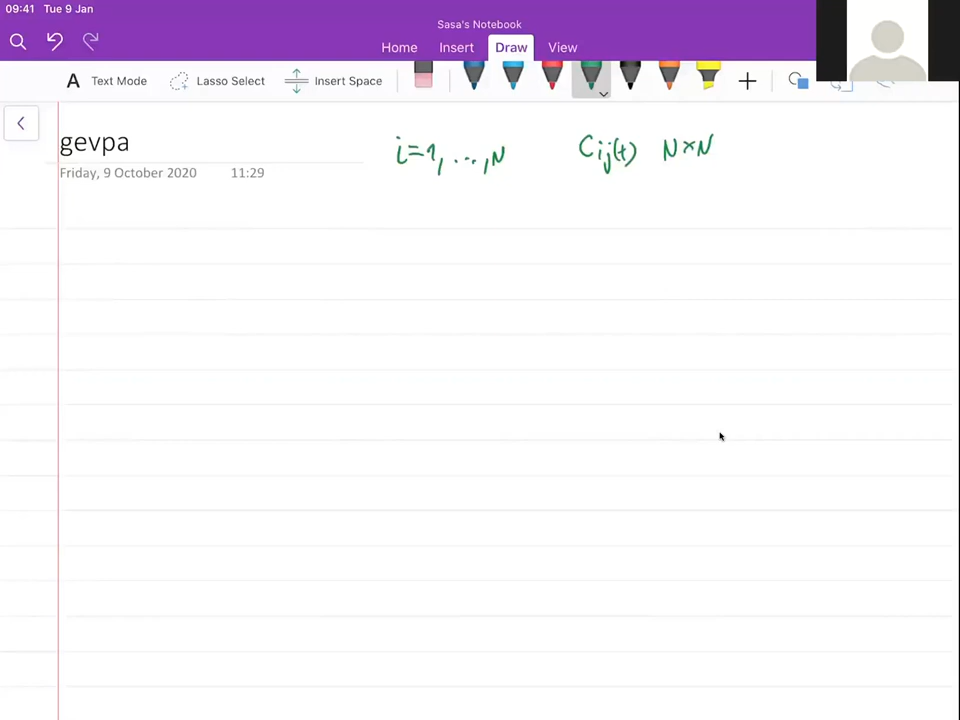 09:41 Tue 9 Jan
Sasa's Notebook
Home Insert Draw View
A Text Mode Lasso Select Insert Space
gevpa
i=1, ..., N Cij(t) N×N
Friday, 9 October 2020 11:29